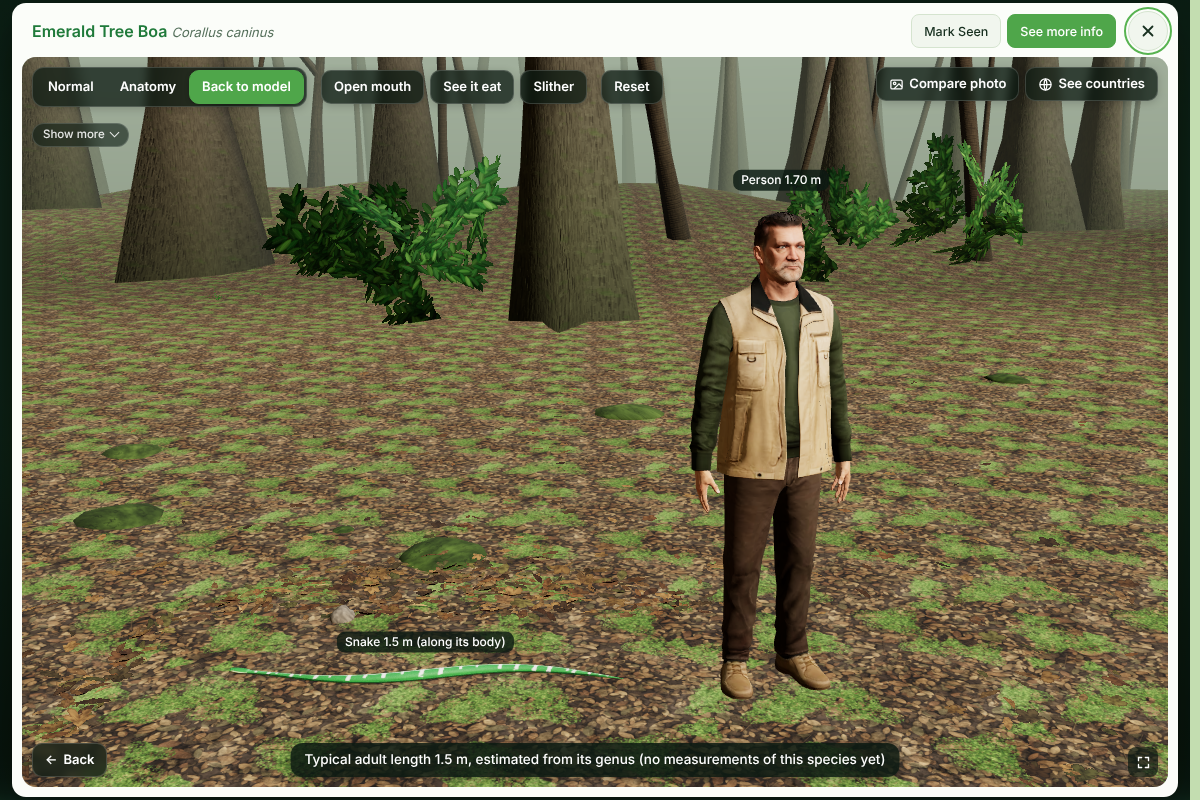 Emerald Tree Boa Corallus caninus
Mark Seen
See more info
Normal
Anatomy
Back to model
Open mouth
See it eat
Slither
Reset
Compare photo
See countries
Show more
Person 1.70 m
Snake 1.5 m (along its body)
Back
Typical adult length 1.5 m, estimated from its genus (no measurements of this species yet)